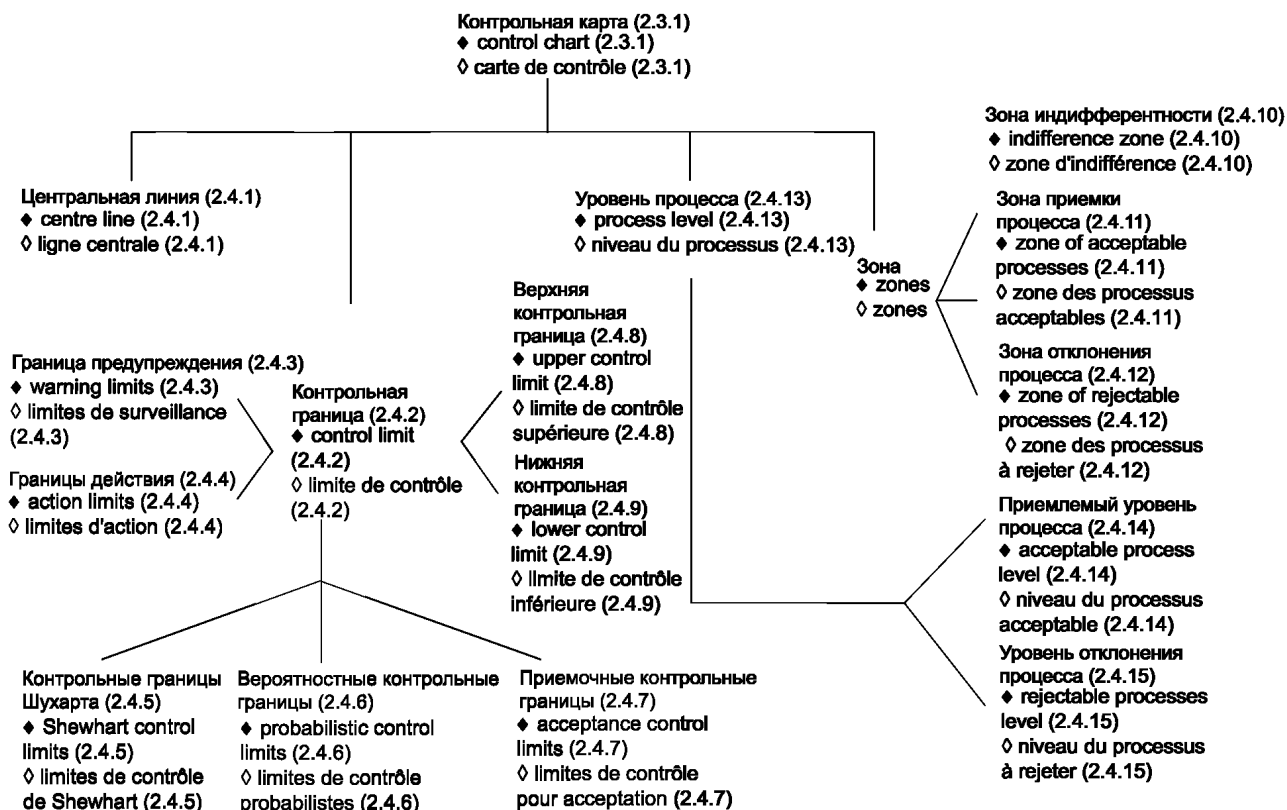 Контрольная карта (2.3.1)
♦ control chart (2.3.1)
◊ carte de contrôle (2.3.1)
Центральная линия (2.4.1)
♦ centre line (2.4.1)
◊ ligne centrale (2.4.1)
Уровень процесса (2.4.13)
♦ process level (2.4.13)
◊ niveau du processus (2.4.13)
Зона
♦ zones
◊ zones
Зона индифферентности (2.4.10)
♦ indifference zone (2.4.10)
◊ zone d'indifférence (2.4.10)
Зона приемки
процесса (2.4.11)
♦ zone of acceptable
processes (2.4.11)
◊ zone des processus
acceptables (2.4.11)
Зона отклонения
процесса (2.4.12)
♦ zone of rejectable
processes (2.4.12)
◊ zone des processus
à rejeter (2.4.12)
Граница предупреждения (2.4.3)
♦ warning limits (2.4.3)
◊ limites de surveillance
(2.4.3)
Границы действия (2.4.4)
♦ action limits (2.4.4)
◊ limites d'action (2.4.4)
Контрольная
граница (2.4.2)
♦ control limit
(2.4.2)
◊ limite de contrôle
(2.4.2)
Верхняя
контрольная
граница (2.4.8)
♦ upper control
limit (2.4.8)
◊ limite de contrôle
supérieure (2.4.8)
Нижняя
контрольная
граница (2.4.9)
♦ lower control
limit (2.4.9)
◊ limite de contrôle
inférieure (2.4.9)
Приемлемый уровень
процесса (2.4.14)
♦ acceptable process
level (2.4.14)
◊ niveau du processus
acceptable (2.4.14)
Уровень отклонения
процесса (2.4.15)
♦ rejectable processes
level (2.4.15)
◊ niveau du processus
à rejeter (2.4.15)
Контрольные границы
Шухарта (2.4.5)
♦ Shewhart control
limits (2.4.5)
◊ limites de contrôle
de Shewhart (2.4.5)
Вероятностные контрольные
границы (2.4.6)
♦ probabilistic control
limits (2.4.6)
◊ limites de contrôle
probabilistes (2.4.6)
Приемочные контрольные
границы (2.4.7)
♦ acceptance control
limits (2.4.7)
◊ limites de contrôle
pour acceptation (2.4.7)